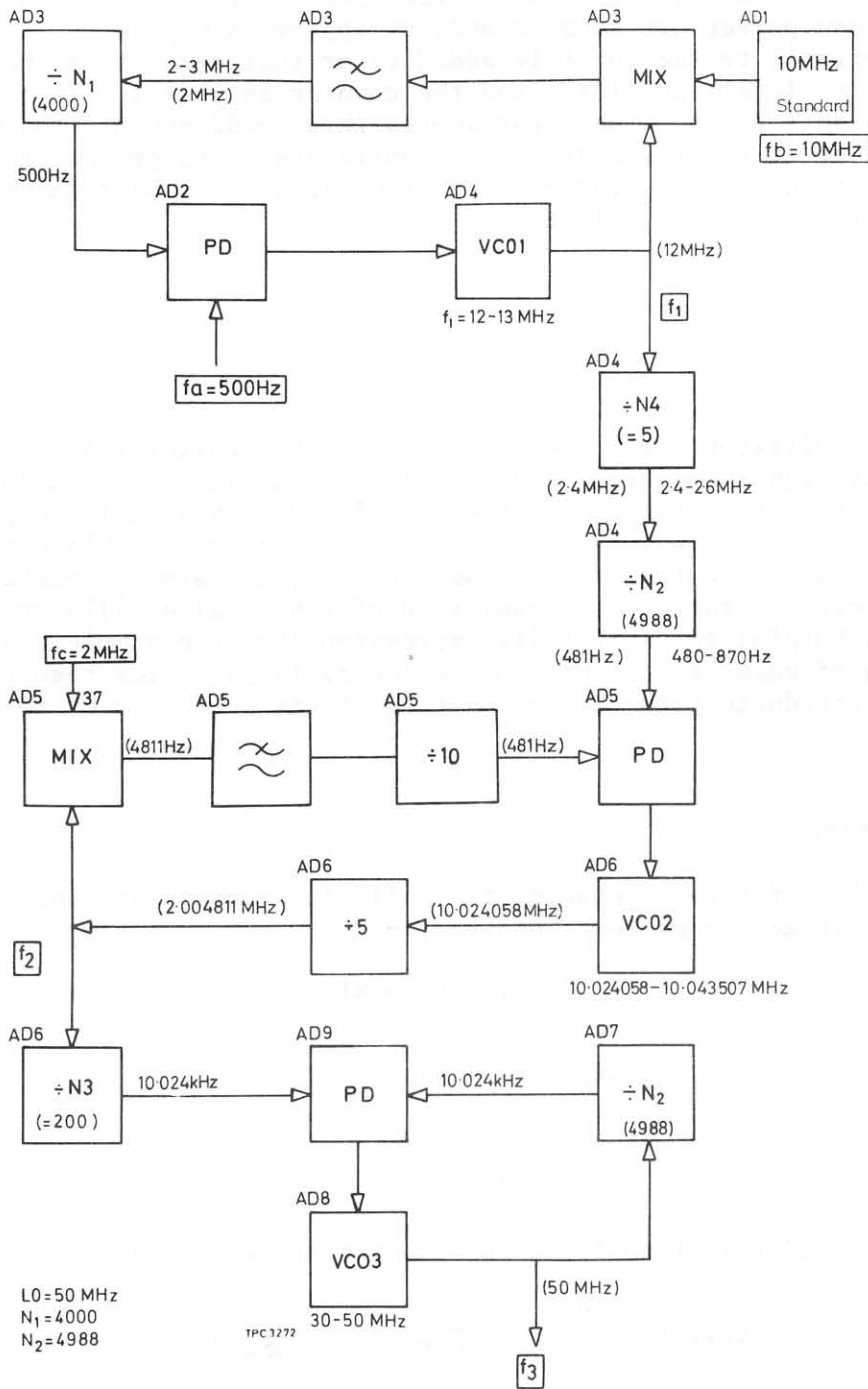 AD3
÷ N₁
(4000)
2-3 MHz
(2MHz)
AD3
AD3
MIX
AD1
10MHz
Standard
fb=10MHz
500Hz
AD2
PD
AD4
VCO1
(12MHz)
f₁ = 12-13 MHz
f₁
fa=500Hz
AD4
÷N4
(=5)
(2.4MHz)
2.4-26MHz
AD4
÷N₂
(4988)
(481Hz)
480-870Hz
fc=2MHz
AD5
37
MIX
(4811Hz)
AD5
AD5
÷10
(481Hz)
AD5
PD
AD6
÷5
(2.004811 MHz)
(10.024058MHz)
AD6
VCO2
10.024058-10.043507 MHz
f₂
AD6
÷N3
(=200)
10.024kHz
AD9
PD
10.024kHz
AD7
÷N₂
(4988)
AD8
VCO3
30-50 MHz
(50 MHz)
f₃
LO=50 MHz
N₁=4000
N₂=4988
TPC3272